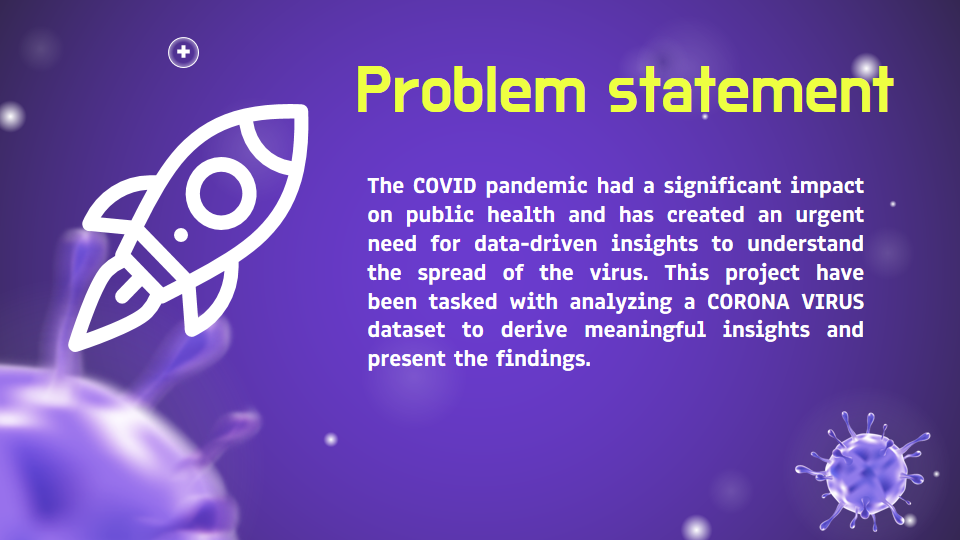 Problem statement
The COVID pandemic had a significant impact
on public health and has created an urgent
need for data-driven insights to understand
the spread of the virus. This project have
been tasked with analyzing a CORONA VIRUS
dataset to derive meaningful insights and
present the findings.